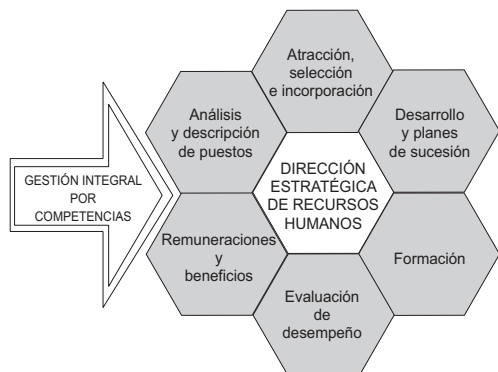 Atracción,
selección
e incorporación
Análisis
y descripción
de puestos
Desarrollo
y planes
de sucesión
GESTIÓN INTEGRAL
POR
COMPETENCIAS
DIRECCIÓN
ESTRATÉGICA
DE RECURSOS
HUMANOS
Remuneraciones
y
beneficios
Formación
Evaluación
de
desempeño